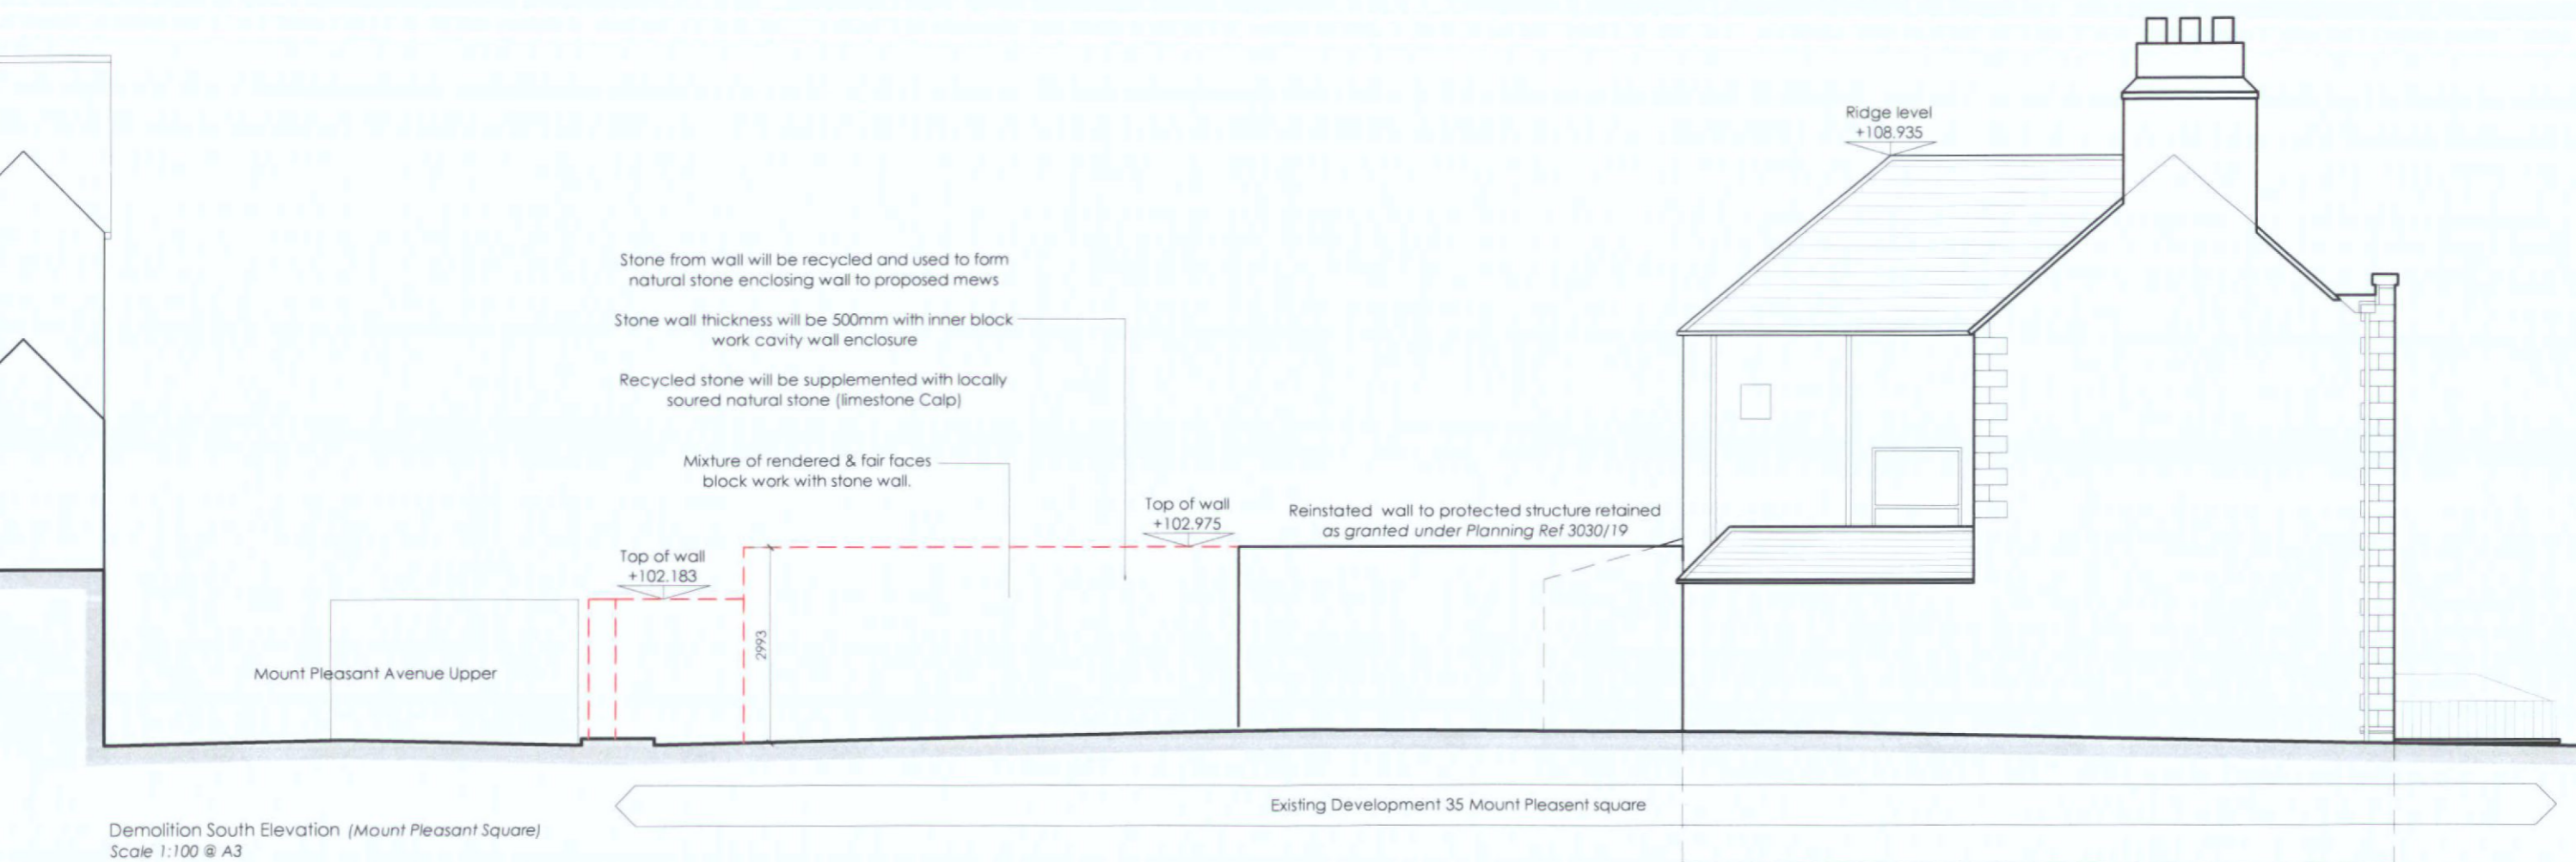 Ridge level
+108.935
Stone from wall will be recycled and used to form
natural stone enclosing wall to proposed mews
Stone wall thickness will be 500mm with inner block
work cavity wall enclosure
Recycled stone will be supplemented with locally
soured natural stone (limestone Calp)
Mixture of rendered & fair faces
block work with stone wall.
Top of wall
+102.975
Reinstated wall to protected structure retained
as granted under Planning Ref 3030/19
Top of wall
+102.183
2993
Mount Pleasant Avenue Upper
Existing Development 35 Mount Pleasent square
Demolition South Elevation (Mount Pleasant Square)
Scale 1:100 @ A3